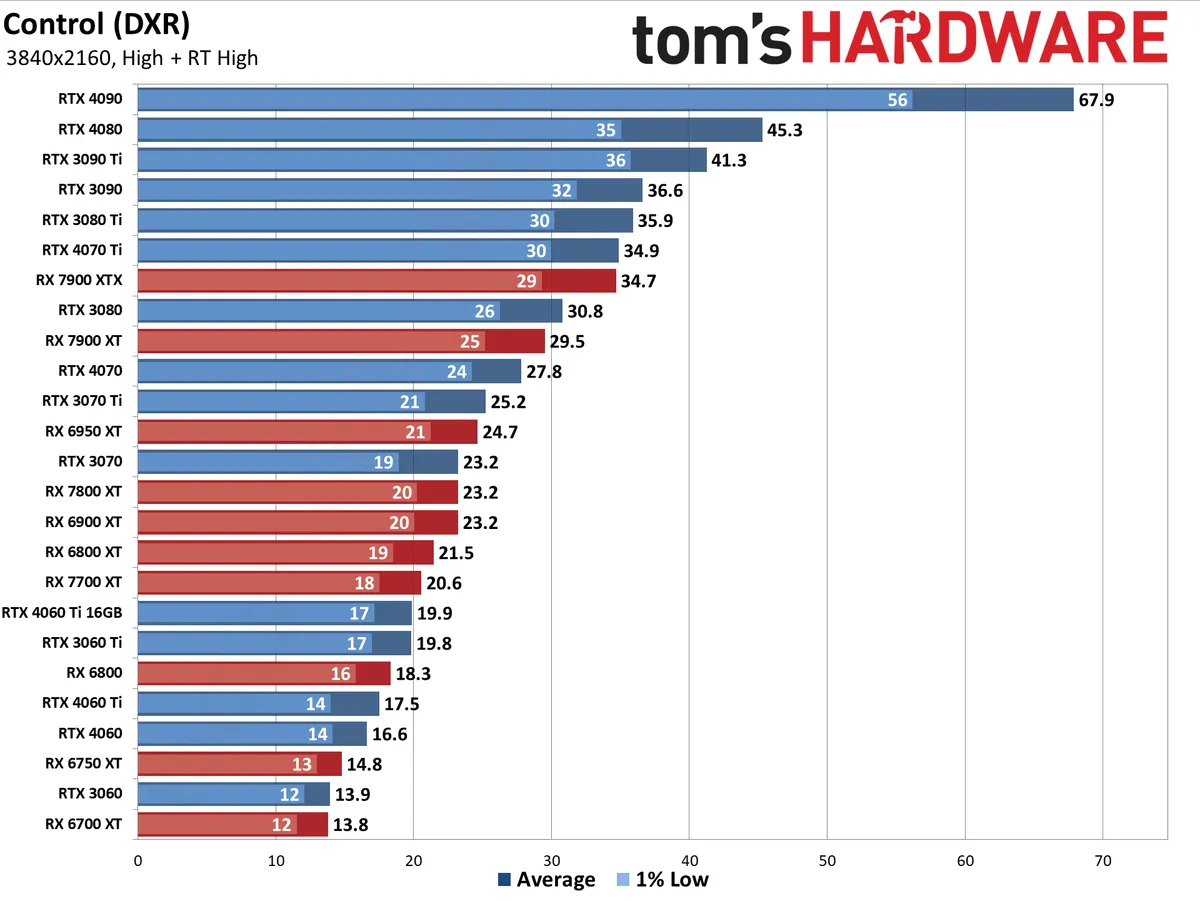 Control (DXR)
3840x2160, High + RT High
tom's HARDWARE
RTX 4090 56 67.9
RTX 4080 35 45.3
RTX 3090 Ti 36 41.3
RTX 3090 32 36.6
RTX 3080 Ti 30 35.9
RTX 4070 Ti 30 34.9
RX 7900 XTX 29 34.7
RTX 3080 26 30.8
RX 7900 XT 25 29.5
RTX 4070 24 27.8
RTX 3070 Ti 21 25.2
RX 6950 XT 21 24.7
RTX 3070 19 23.2
RX 7800 XT 20 23.2
RX 6900 XT 20 23.2
RX 6800 XT 19 21.5
RX 7700 XT 18 20.6
RTX 4060 Ti 16GB 17 19.9
RTX 3060 Ti 17 19.8
RX 6800 16 18.3
RTX 4060 Ti 14 17.5
RTX 4060 14 16.6
RX 6750 XT 13 14.8
RTX 3060 12 13.9
RX 6700 XT 12 13.8
0 10 20 30 40 50 60 70
Average 1% Low